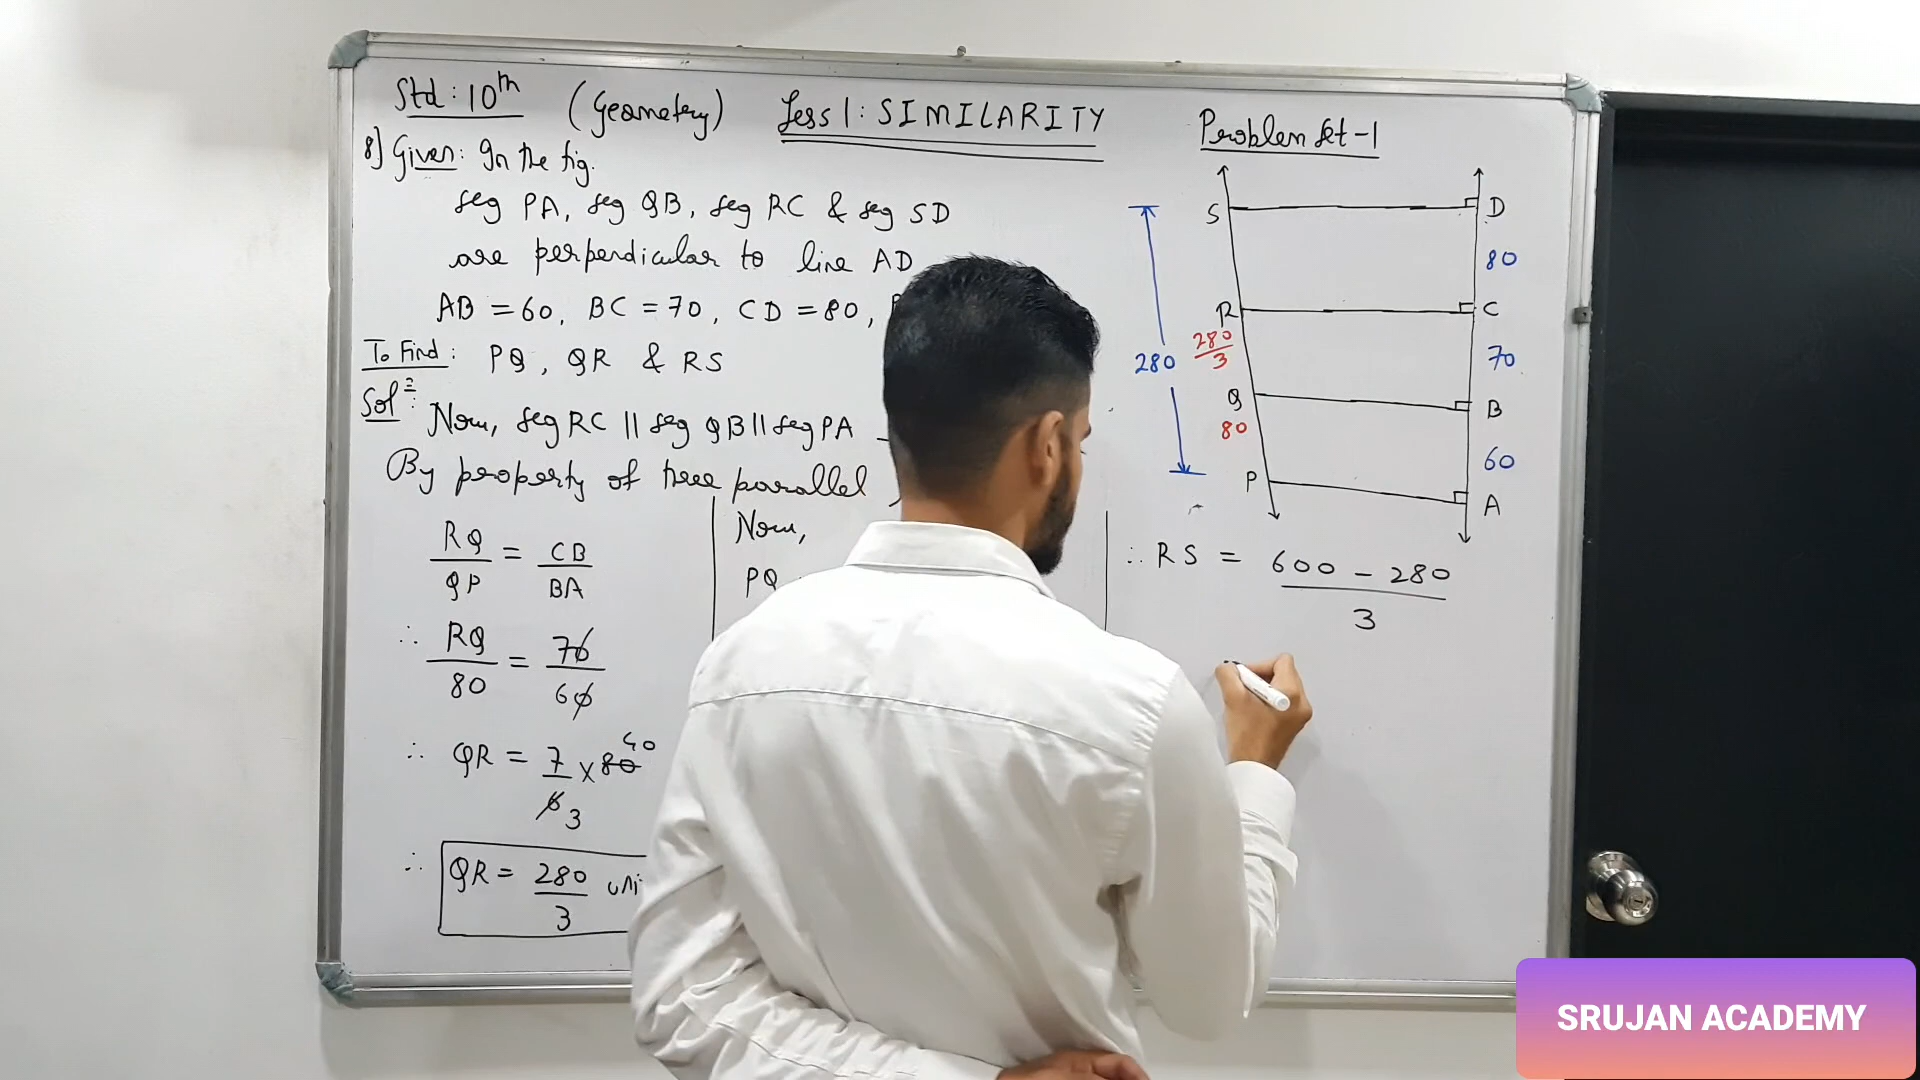 Std: 10th (Geometry) Less 1: SIMILARITY Problem Set-1
8] Given: In the fig.
seg PA, seg QB, seg RC & seg SD
are perpendicular to line AD
AB = 60, BC = 70, CD = 80,
To Find: PQ, QR & RS
Sol:
Now, seg RC || seg QB || seg PA
By property of three parallel
RQ/QP = CB/BA
∴ RQ/80 = 70/60
∴ QR = 7/6 3 x 80 40
∴ QR = 280/3 uni
Now,
PQ
S D
80
R C
280 280/3 70
Q B
80 60
P A
∴ RS = 600 - 280 / 3
SRUJAN ACADEMY